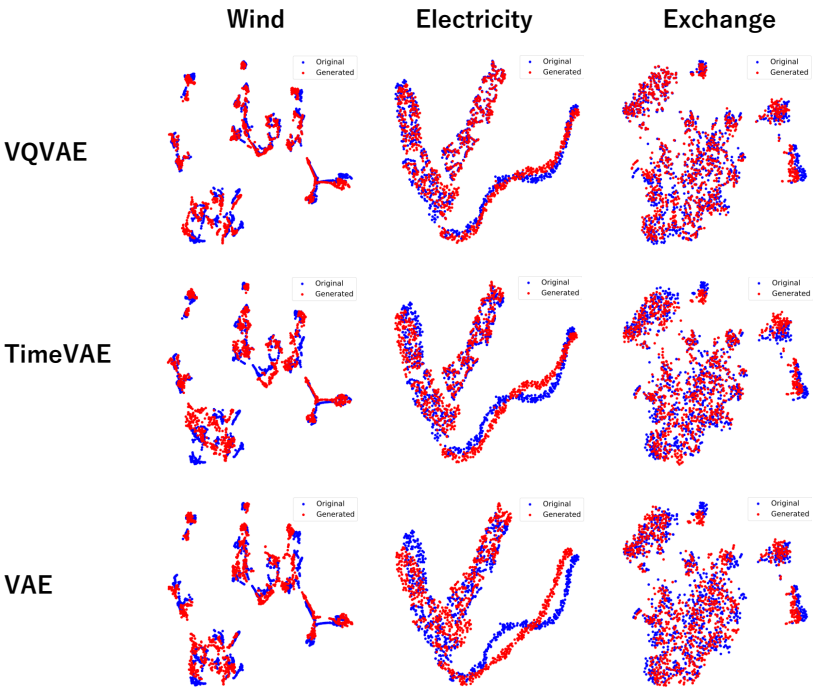 Wind Electricity Exchange
Original Original Original
Generated Generated Generated
VQVAE
Original Original Original
Generated Generated Generated
TimeVAE
Original Original Original
Generated Generated Generated
VAE